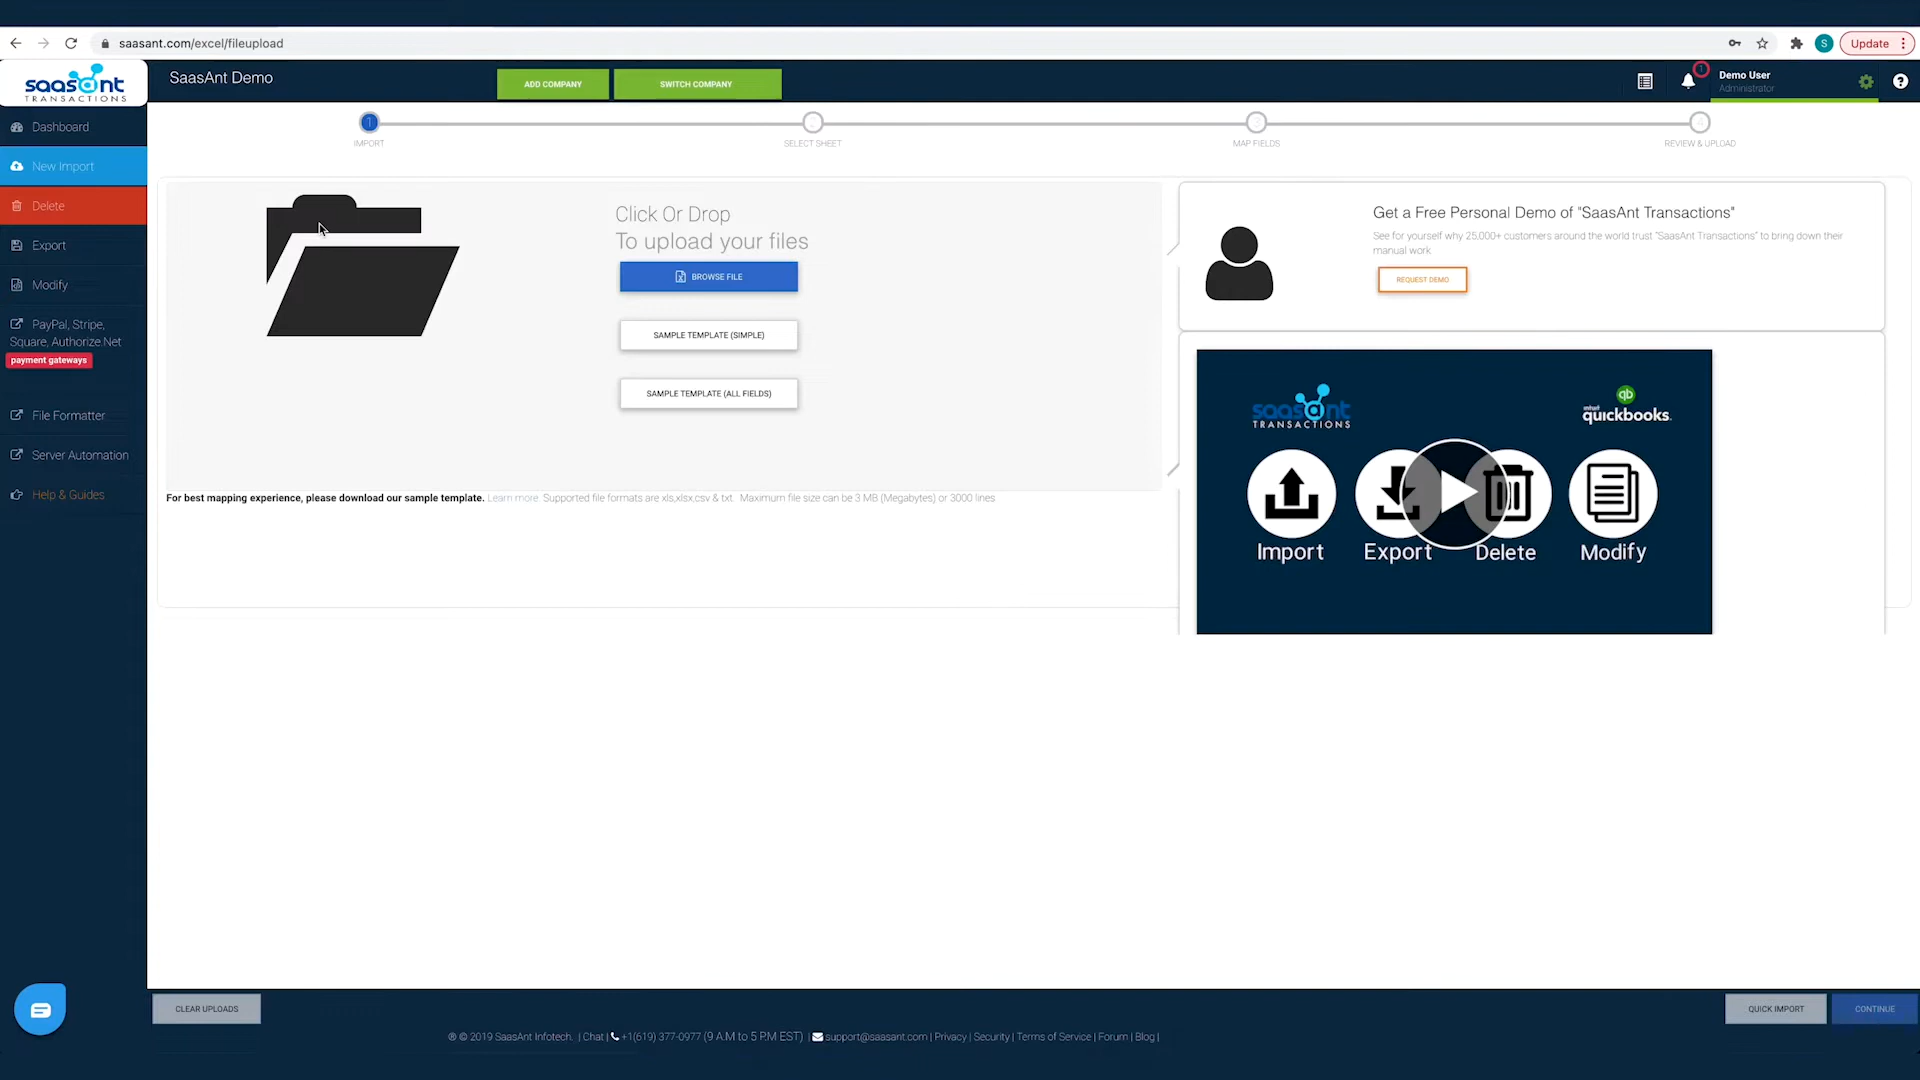 saasant.com/excel/fileupload
S
Update
saasant
TRANSACTIONS
SaasAnt Demo
ADD COMPANY
SWITCH COMPANY
1
Demo User
Administrator
Dashboard
New Import
Delete
Export
Modify
PayPal, Stripe,
Square, Authorize.Net
payment gateways
File Formatter
Server Automation
Help & Guides
1
2
3
4
IMPORT
SELECT SHEET
MAP FIELDS
REVIEW & UPLOAD
Click Or Drop
To upload your files
BROWSE FILE
SAMPLE TEMPLATE (SIMPLE)
SAMPLE TEMPLATE (ALL FIELDS)
For best mapping experience, please download our sample template. Learn more. Supported file formats are xls,xlsx,csv & txt. Maximum file size can be 3 MB (Megabytes) or 3000 lines
Get a Free Personal Demo of "SaasAnt Transactions"
See for yourself why 25,000+ customers around the world trust "SaasAnt Transactions" to bring down their
manual work
REQUEST DEMO
saasant
TRANSACTIONS
qb
intuit
quickbooks.
Import
Export
Delete
Modify
CLEAR UPLOADS
QUICK IMPORT
CONTINUE
® © 2019 SaasAnt Infotech. | Chat | +1(619) 377-0977 (9 A.M to 5 P.M EST) | support@saasant.com | Privacy | Security | Terms of Service | Forum | Blog |